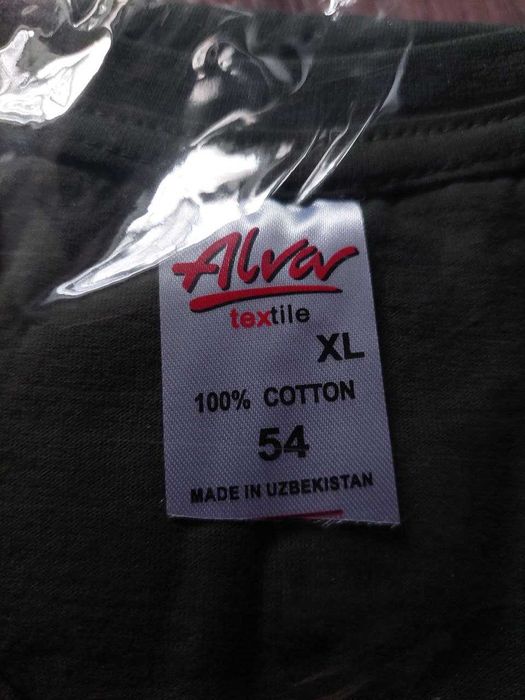 Alvar
textile
XL
100% COTTON
54
MADE IN UZBEKISTAN